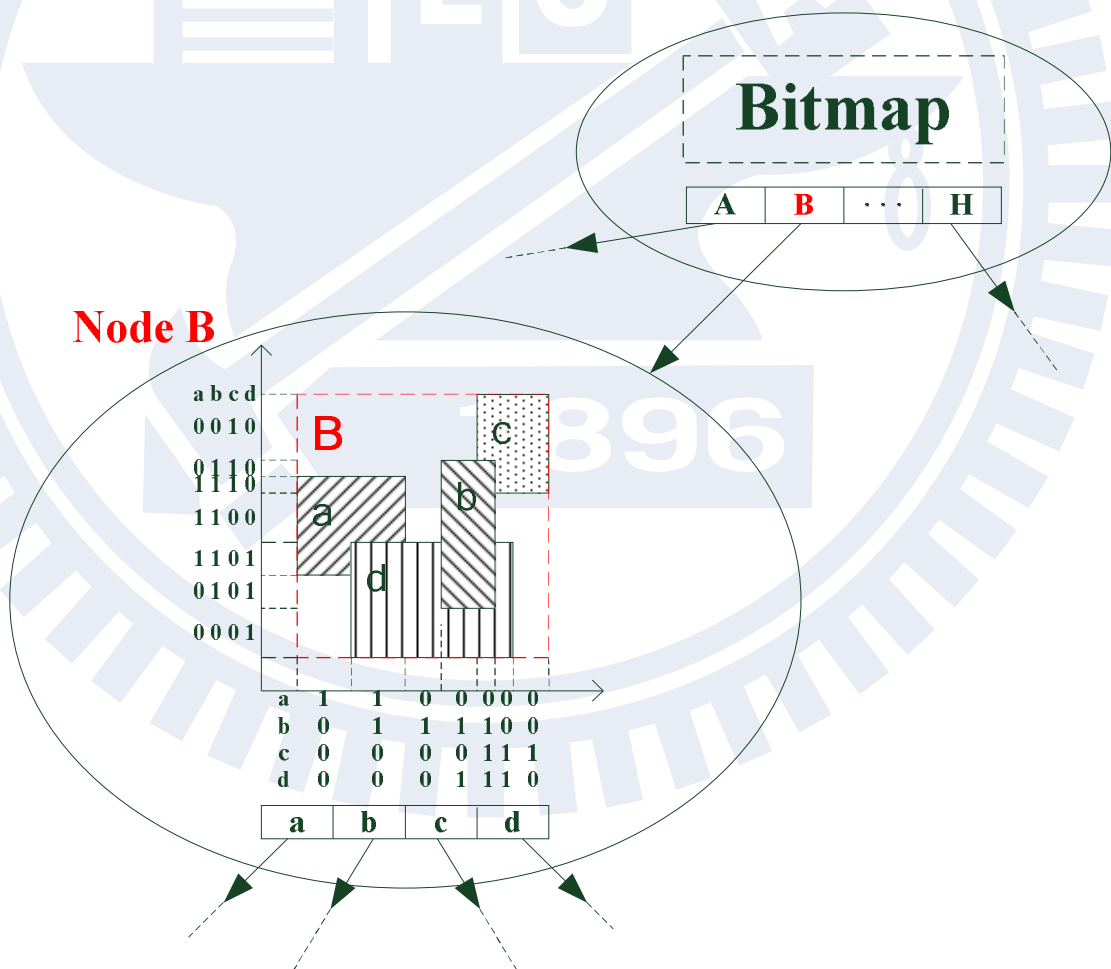 Bitmap
A B · · · H
Node B
a b c d
0 0 1 0
B
c
0 1 1 0
1 1 1 0
b
a
1 1 0 0
1 1 0 1
d
0 1 0 1
0 0 0 1
a 1 1 0 0 0 0 0
b 0 1 1 1 1 0 0
c 0 0 0 0 1 1 1
d 0 0 0 1 1 1 0
a b c d
1896